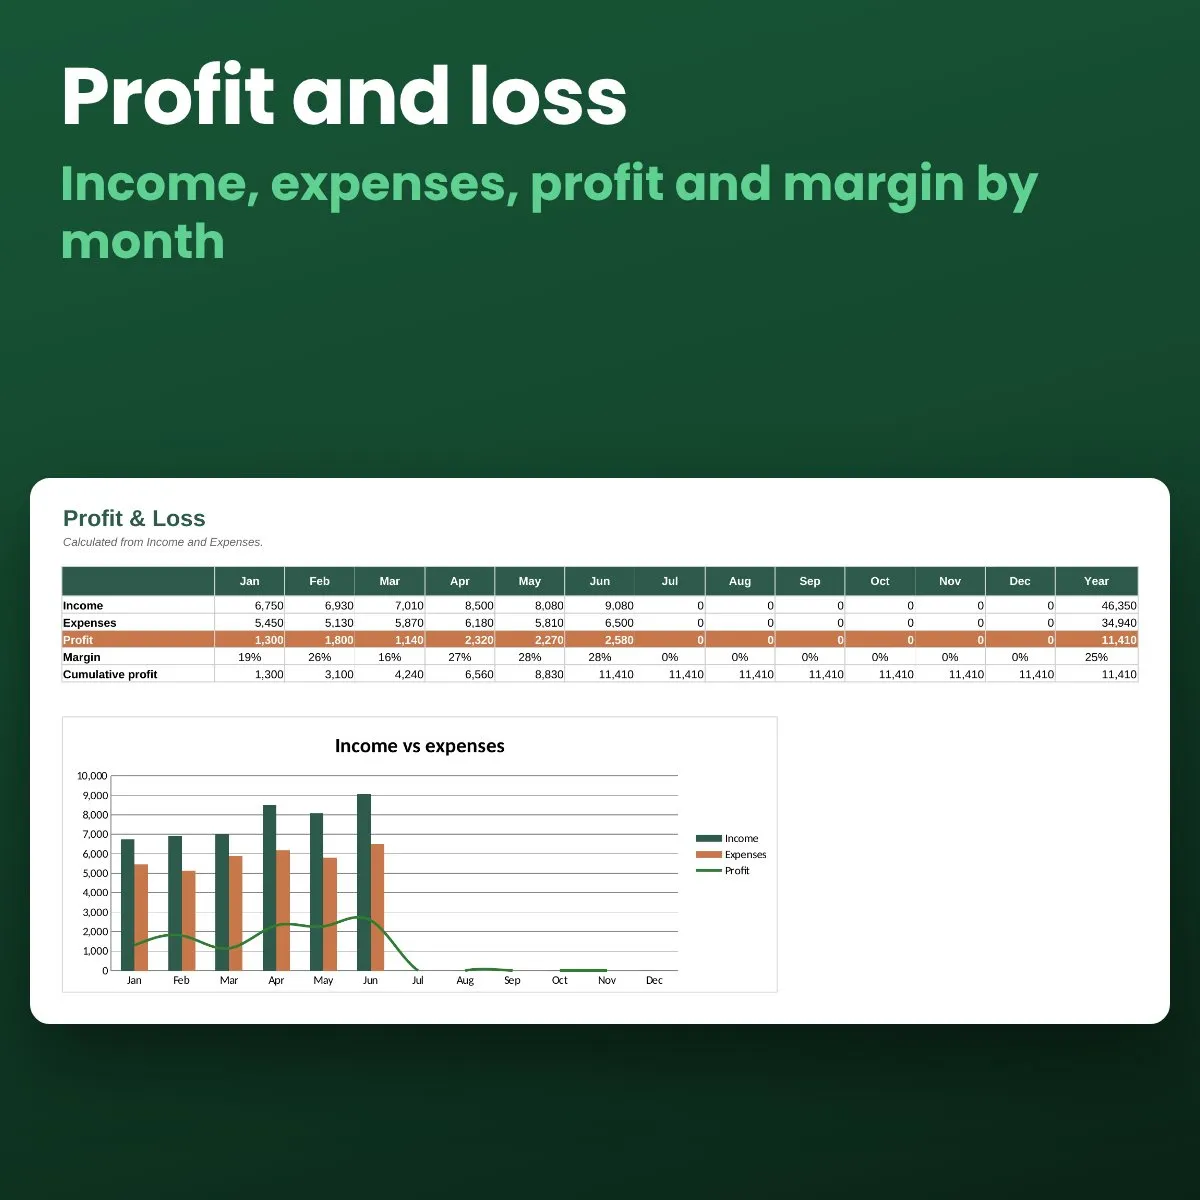 Profit and loss
Income, expenses, profit and margin by
month
Profit & Loss
Calculated from Income and Expenses.
Jan Feb Mar Apr May Jun Jul Aug Sep Oct Nov Dec Year
Income 6,750 6,930 7,010 8,500 8,080 9,080 0 0 0 0 0 0 46,350
Expenses 5,450 5,130 5,870 6,180 5,810 6,500 0 0 0 0 0 0 34,940
Profit 1,300 1,800 1,140 2,320 2,270 2,580 0 0 0 0 0 0 11,410
Margin 19% 26% 16% 27% 28% 28% 0% 0% 0% 0% 0% 0% 25%
Cumulative profit 1,300 3,100 4,240 6,560 8,830 11,410 11,410 11,410 11,410 11,410 11,410 11,410 11,410
Income vs expenses
10,000
9,000
8,000
7,000
6,000
5,000
4,000
3,000
2,000
1,000
0
Jan Feb Mar Apr May Jun Jul Aug Sep Oct Nov Dec
Income
Expenses
Profit